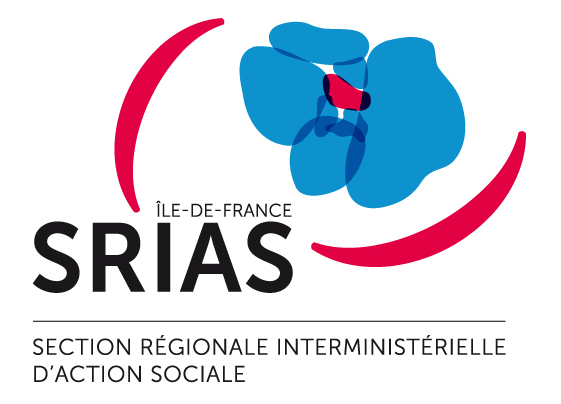 ÎLE-DE-FRANCE
SRIAS
SECTION RÉGIONALE INTERMINISTÉRIELLE
D'ACTION SOCIALE